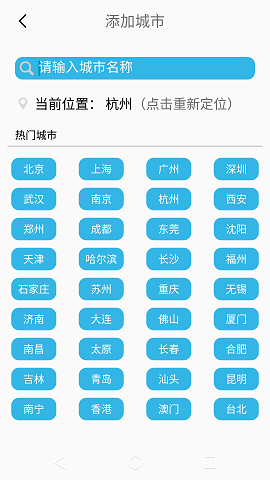 添加城市
请输入城市名称
当前位置： 杭州（点击重新定位）
热门城市
北京 上海 广州 深圳
武汉 南京 杭州 西安
郑州 成都 东莞 沈阳
天津 哈尔滨 长沙 福州
石家庄 苏州 重庆 无锡
济南 大连 佛山 厦门
南昌 太原 长春 合肥
吉林 青岛 汕头 昆明
南宁 香港 澳门 台北